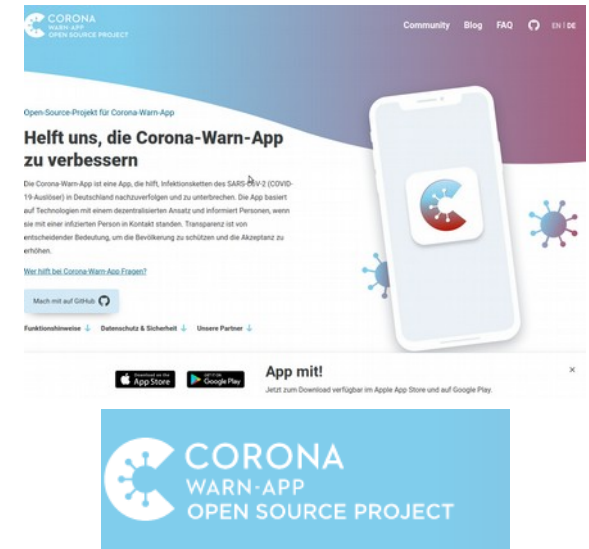 CORONA
WARN-APP
OPEN SOURCE PROJECT
Community Blog FAQ EN | DE
Open-Source-Projekt für Corona-Warn-App
Helft uns, die Corona-Warn-App
zu verbessern
Die Corona-Warn-App ist eine App, die hilft, Infektionsketten des SARS-CoV-2 (COVID-
19-Auslöser) in Deutschland nachzuverfolgen und zu unterbrechen. Die App basiert
auf Technologien mit einem dezentralisierten Ansatz und informiert Personen, wenn
sie mit einer infizierten Person in Kontakt standen. Transparenz ist von
entscheidender Bedeutung, um die Bevölkerung zu schützen und die Akzeptanz zu
erhöhen.
Wer hilft bei Corona-Warn-App Fragen?
Mach mit auf GitHub
Funktionshinweise ↓ Datenschutz & Sicherheit ↓ Unsere Partner ↓
Download on the
App Store
GET IT ON
Google Play
App mit!
Jetzt zum Download verfügbar im Apple App Store und auf Google Play.
CORONA
WARN-APP
OPEN SOURCE PROJECT